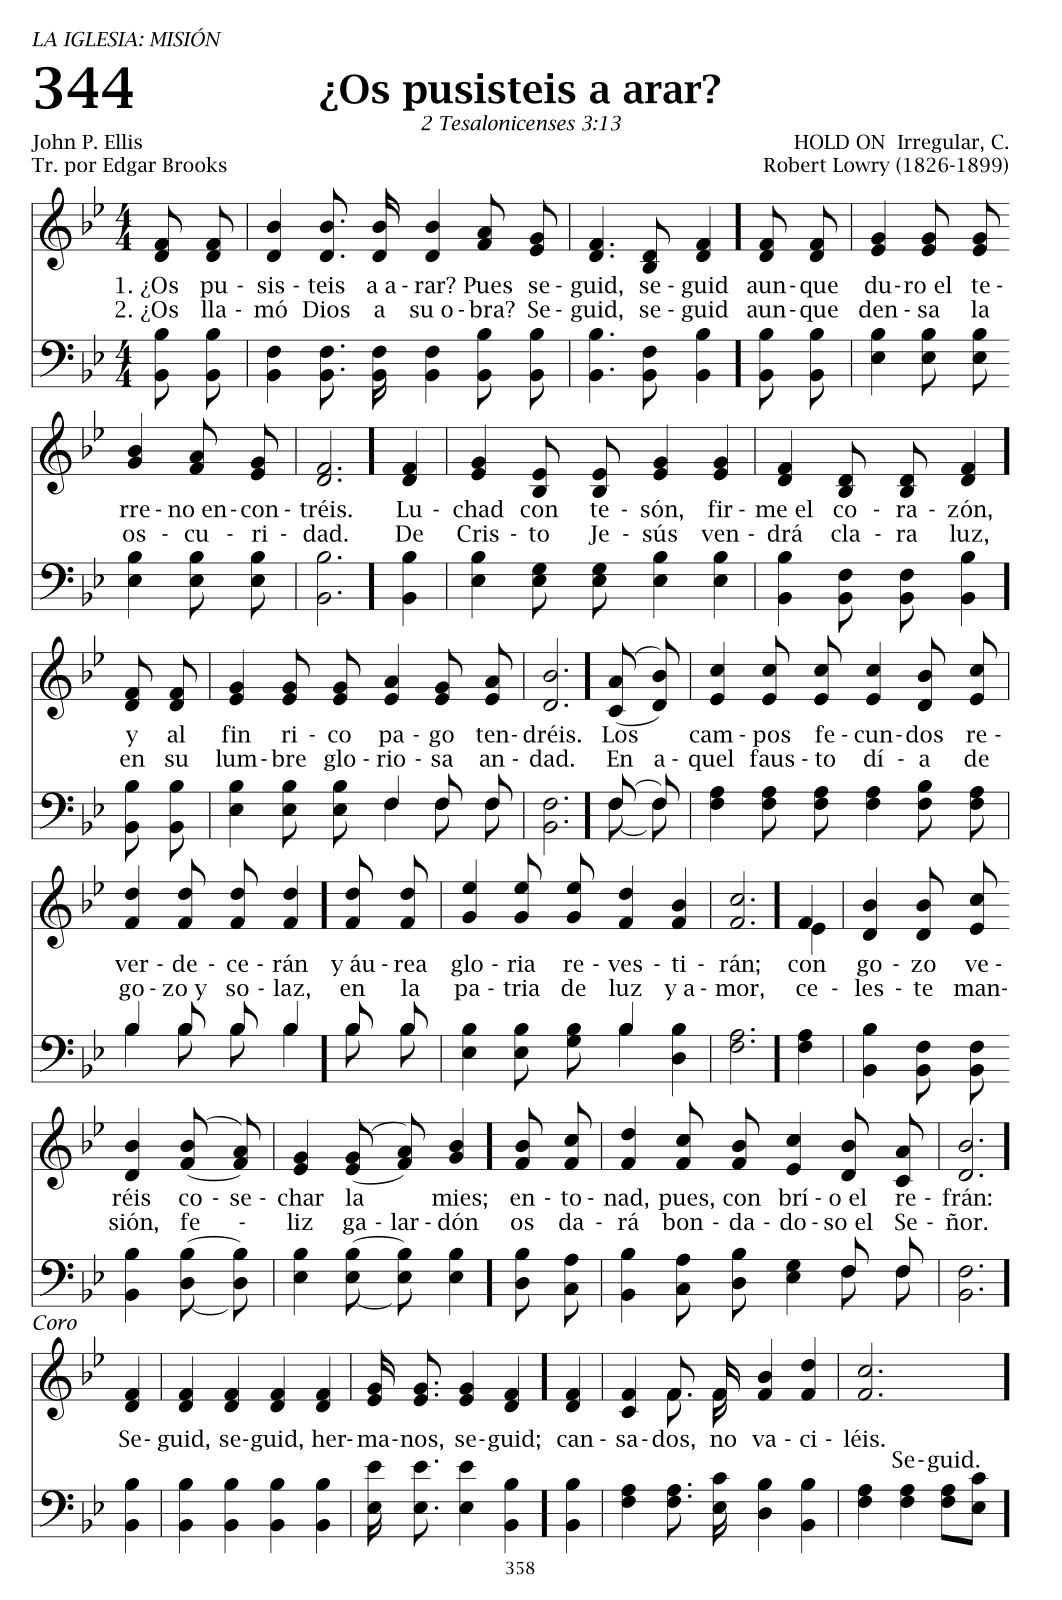 LA IGLESIA: MISIÓN
344
¿Os pusisteis a arar?
2 Tesalonicenses 3:13
John P. Ellis
HOLD ON Irregular, C.
Tr. por Edgar Brooks
Robert Lowry (1826-1899)
1. ¿Os pu - sis - teis a a - rar? Pues se - guid, se - guid aun - que du - ro el te -
2. ¿Os lla - mó Dios a su o - bra? Se - guid, se - guid aun - que den - sa la
rre - no en - con - tréis. Lu - chad con te - són, fir - me el co - ra - zón,
os - cu - ri - dad. De Cris - to Je - sús ven - drá cla - ra luz,
y al fin ri - co pa - go ten - dréis. Los cam - pos fe - cun - dos re -
en su lum - bre glo - rio - sa an - dad. En a - quel faus - to dí - a de
ver - de - ce - rán y áu - rea glo - ria re - ves - ti - rán; con go - zo ve -
go - zo y so - laz, en la pa - tria de luz y a - mor, ce - les - te man-
réis co - se - char la mies; en - to - nad, pues, con brí - o el re - frán:
sión, fe - liz ga - lar - dón os da - rá bon - da - do - so el Se - ñor.
Coro
Se - guid, se - guid, her - ma - nos, se - guid; can - sa - dos, no va - ci - léis.
Se - guid.
358